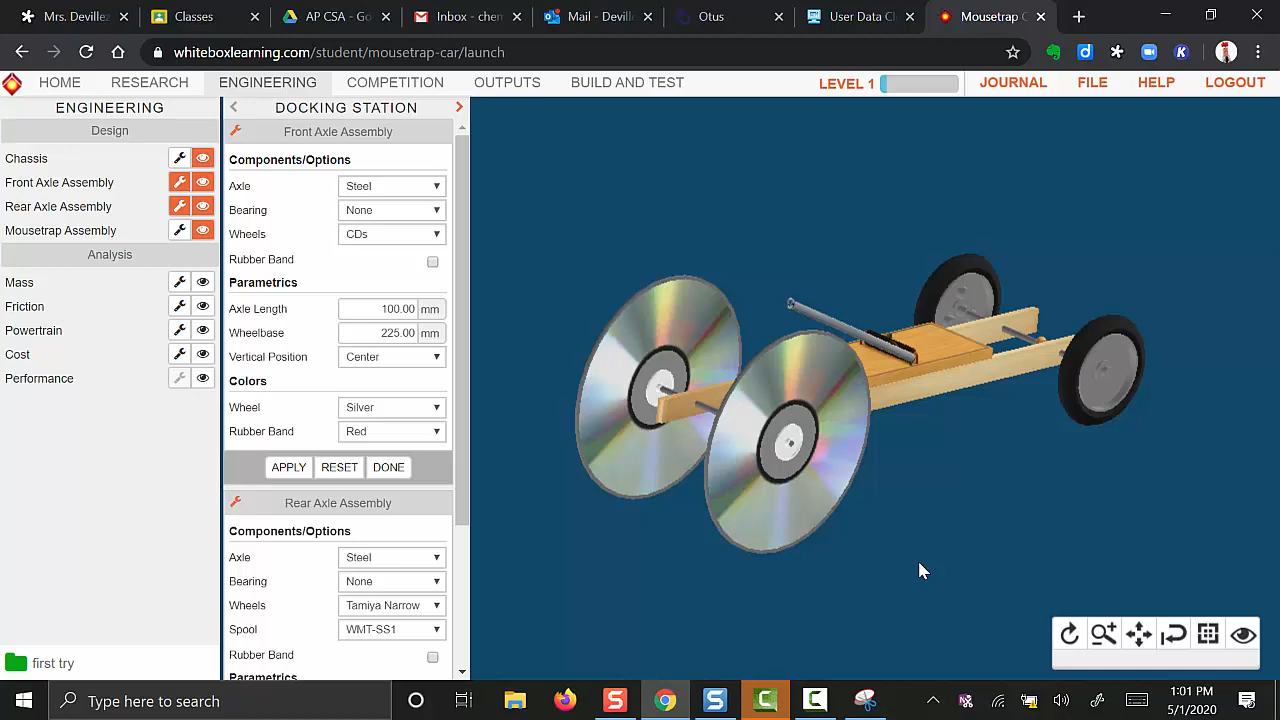 Mrs. Devillez
Classes
AP CSA - Go
Inbox - chem
Mail - Deville
Otus
User Data Cl
Mousetrap C
whiteboxlearning.com/student/mousetrap-car/launch
HOME RESEARCH ENGINEERING COMPETITION OUTPUTS BUILD AND TEST LEVEL 1 JOURNAL FILE HELP LOGOUT
ENGINEERING
Design
Chassis
Front Axle Assembly
Rear Axle Assembly
Mousetrap Assembly
Analysis
Mass
Friction
Powertrain
Cost
Performance
first try
DOCKING STATION
Front Axle Assembly
Components/Options
Axle Steel
Bearing None
Wheels CDs
Rubber Band
Parametrics
Axle Length 100.00 mm
Wheelbase 225.00 mm
Vertical Position Center
Colors
Wheel Silver
Rubber Band Red
APPLY RESET DONE
Rear Axle Assembly
Components/Options
Axle Steel
Bearing None
Wheels Tamiya Narrow
Spool WMT-SS1
Rubber Band
Parametrics
Type here to search
1:01 PM
5/1/2020